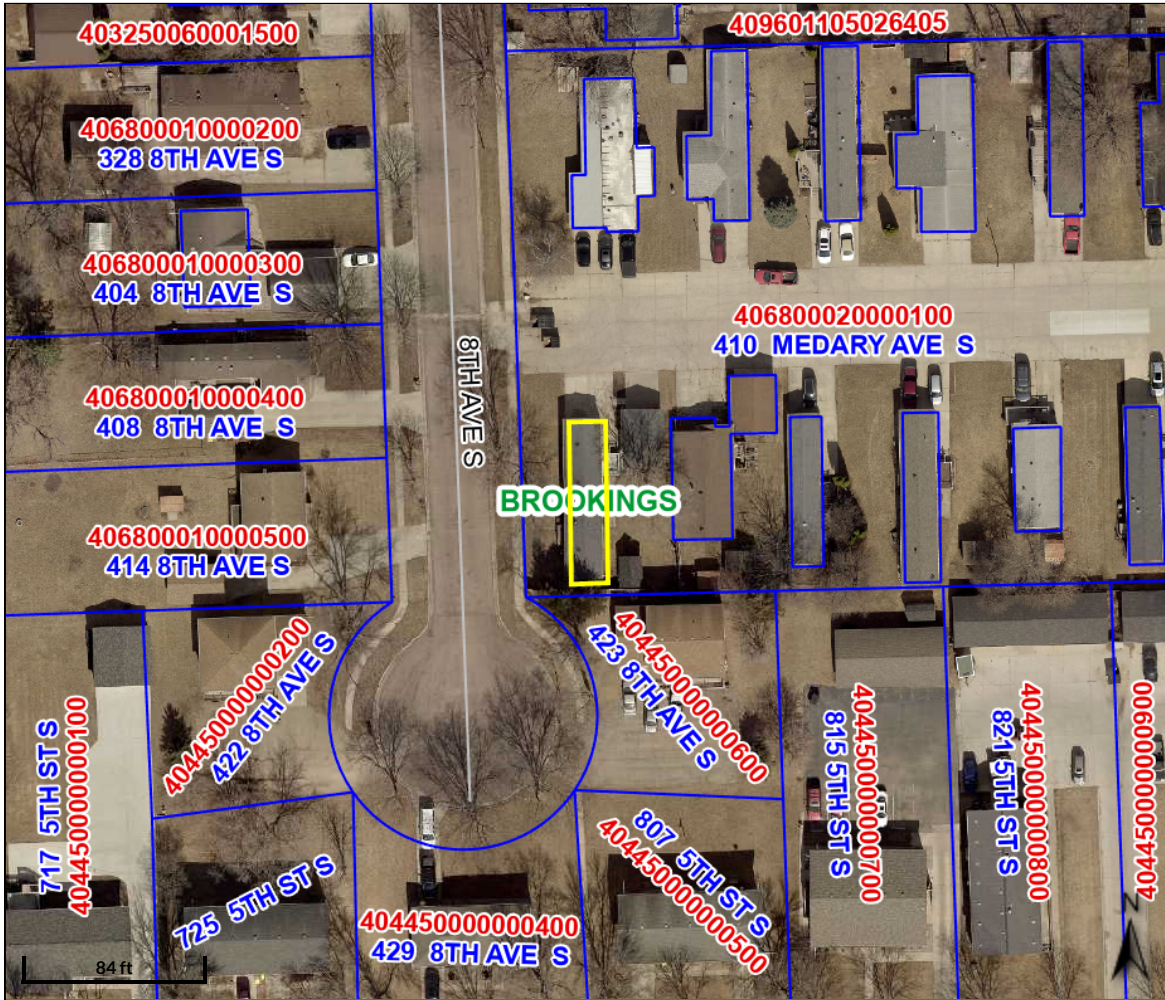 403250060001500
409601105026405
406800010000200
328 8TH AVE S
406800010000300
404  8TH AVE  S
406800020000100
410  MEDARY AVE  S
8TH AVE S
406800010000400
408  8TH AVE  S
BROOKINGS
406800010000500
414 8TH AVE S
404450000000200
422 8TH AVE S
404450000000600
423 8TH AVE S
717  5TH ST S
404450000000100
404450000000700
815 5TH ST S
404450000000800
821 5TH ST S
404450000000900
807  5TH ST S
404450000000500
725  5TH ST S
404450000000400
429  8TH AVE  S
84 ft
N